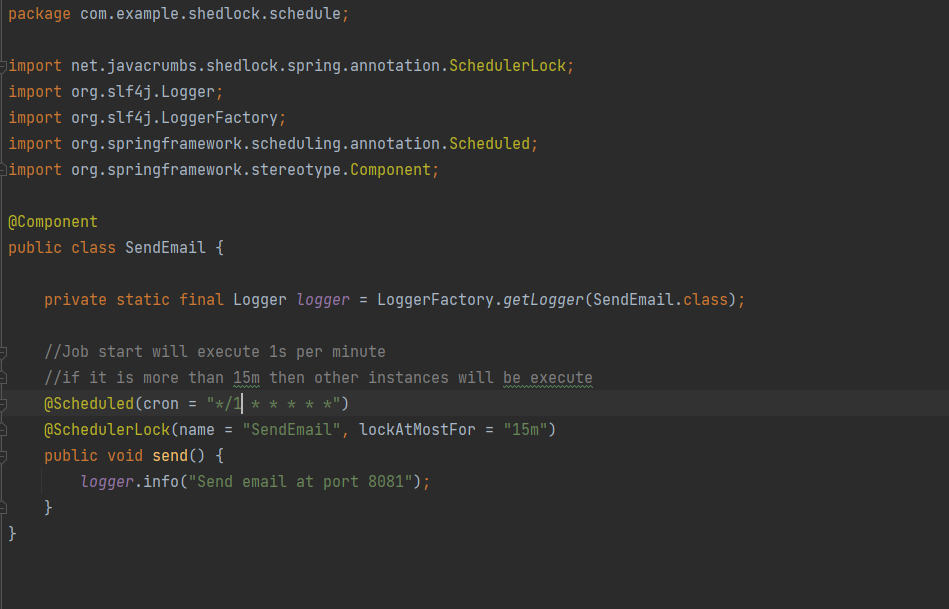 package com.example.shedlock.schedule;
import net.javacrumbs.shedlock.spring.annotation.SchedulerLock;
import org.slf4j.Logger;
import org.slf4j.LoggerFactory;
import org.springframework.scheduling.annotation.Scheduled;
import org.springframework.stereotype.Component;
@Component
public class SendEmail {
private static final Logger logger = LoggerFactory.getLogger(SendEmail.class);
//Job start will execute 1s per minute
//if it is more than 15m then other instances will be execute
@Scheduled(cron = "*/1 * * * * *")
@SchedulerLock(name = "SendEmail", lockAtMostFor = "15m")
public void send() {
logger.info("Send email at port 8081");
}
}